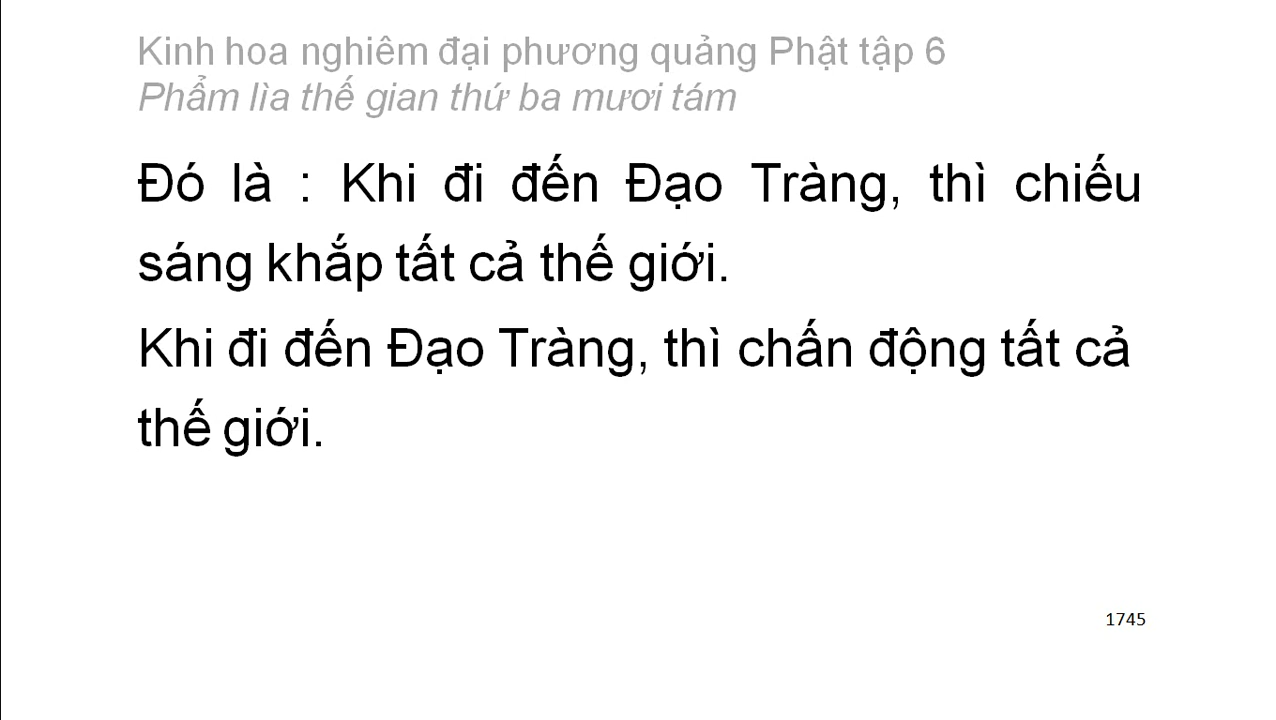 Kinh hoa nghiêm đại phương quảng Phật tập 6
Phẩm lìa thế gian thứ ba mươi tám
Đó là : Khi đi đến Đạo Tràng, thì chiếu
sáng khắp tất cả thế giới.
Khi đi đến Đạo Tràng, thì chấn động tất cả
thế giới.
1745